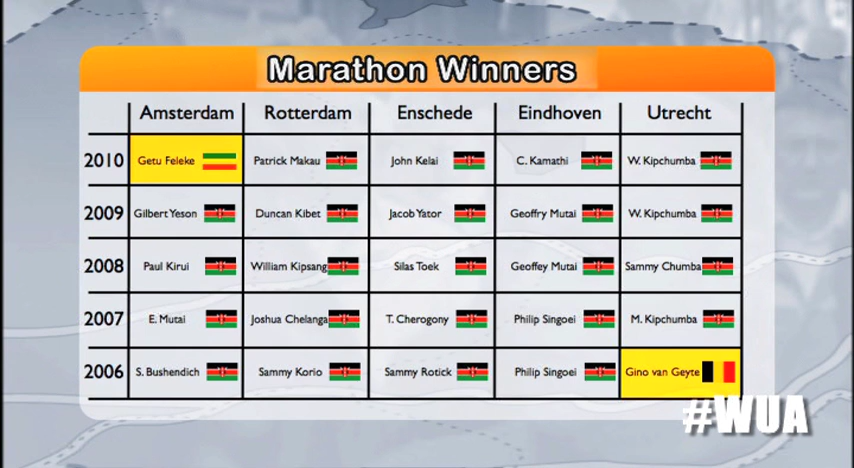 Marathon Winners
Amsterdam Rotterdam Enschede Eindhoven Utrecht
2010 Getu Feleke Patrick Makau John Kelai C. Kamathi W. Kipchumba
2009 Gilbert Yeson Duncan Kibet Jacob Yator Geoffry Mutai W. Kipchumba
2008 Paul Kirui William Kipsang Silas Toek Geoffey Mutai Sammy Chumba
2007 E. Mutai Joshua Chelanga T. Cherogony Philip Singoei M. Kipchumba
2006 S. Bushendich Sammy Korio Sammy Rotick Philip Singoei Gino van Geyte
#WUA